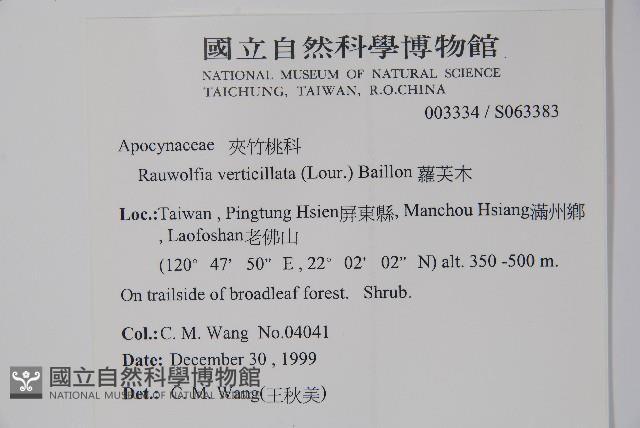 國立自然科學博物館
NATIONAL MUSEUM OF NATURAL SCIENCE
TAICHUNG, TAIWAN, R.O.CHINA
003334 / S063383
Apocynaceae 夾竹桃科
Rauwolfia verticillata (Lour.) Baillon 蘿芙木
Loc.:Taiwan , Pingtung Hsien屏東縣, Manchou Hsiang滿州鄉
, Laofoshan老佛山
(120° 47' 50" E , 22° 02' 02" N) alt. 350 -500 m.
On trailside of broadleaf forest. Shrub.
Col.:C. M. Wang No.04041
Date: December 30 , 1999
Det.: C. M. Wang(王秋美)
國立自然科學博物館
NATIONAL MUSEUM OF NATURAL SCIENCE